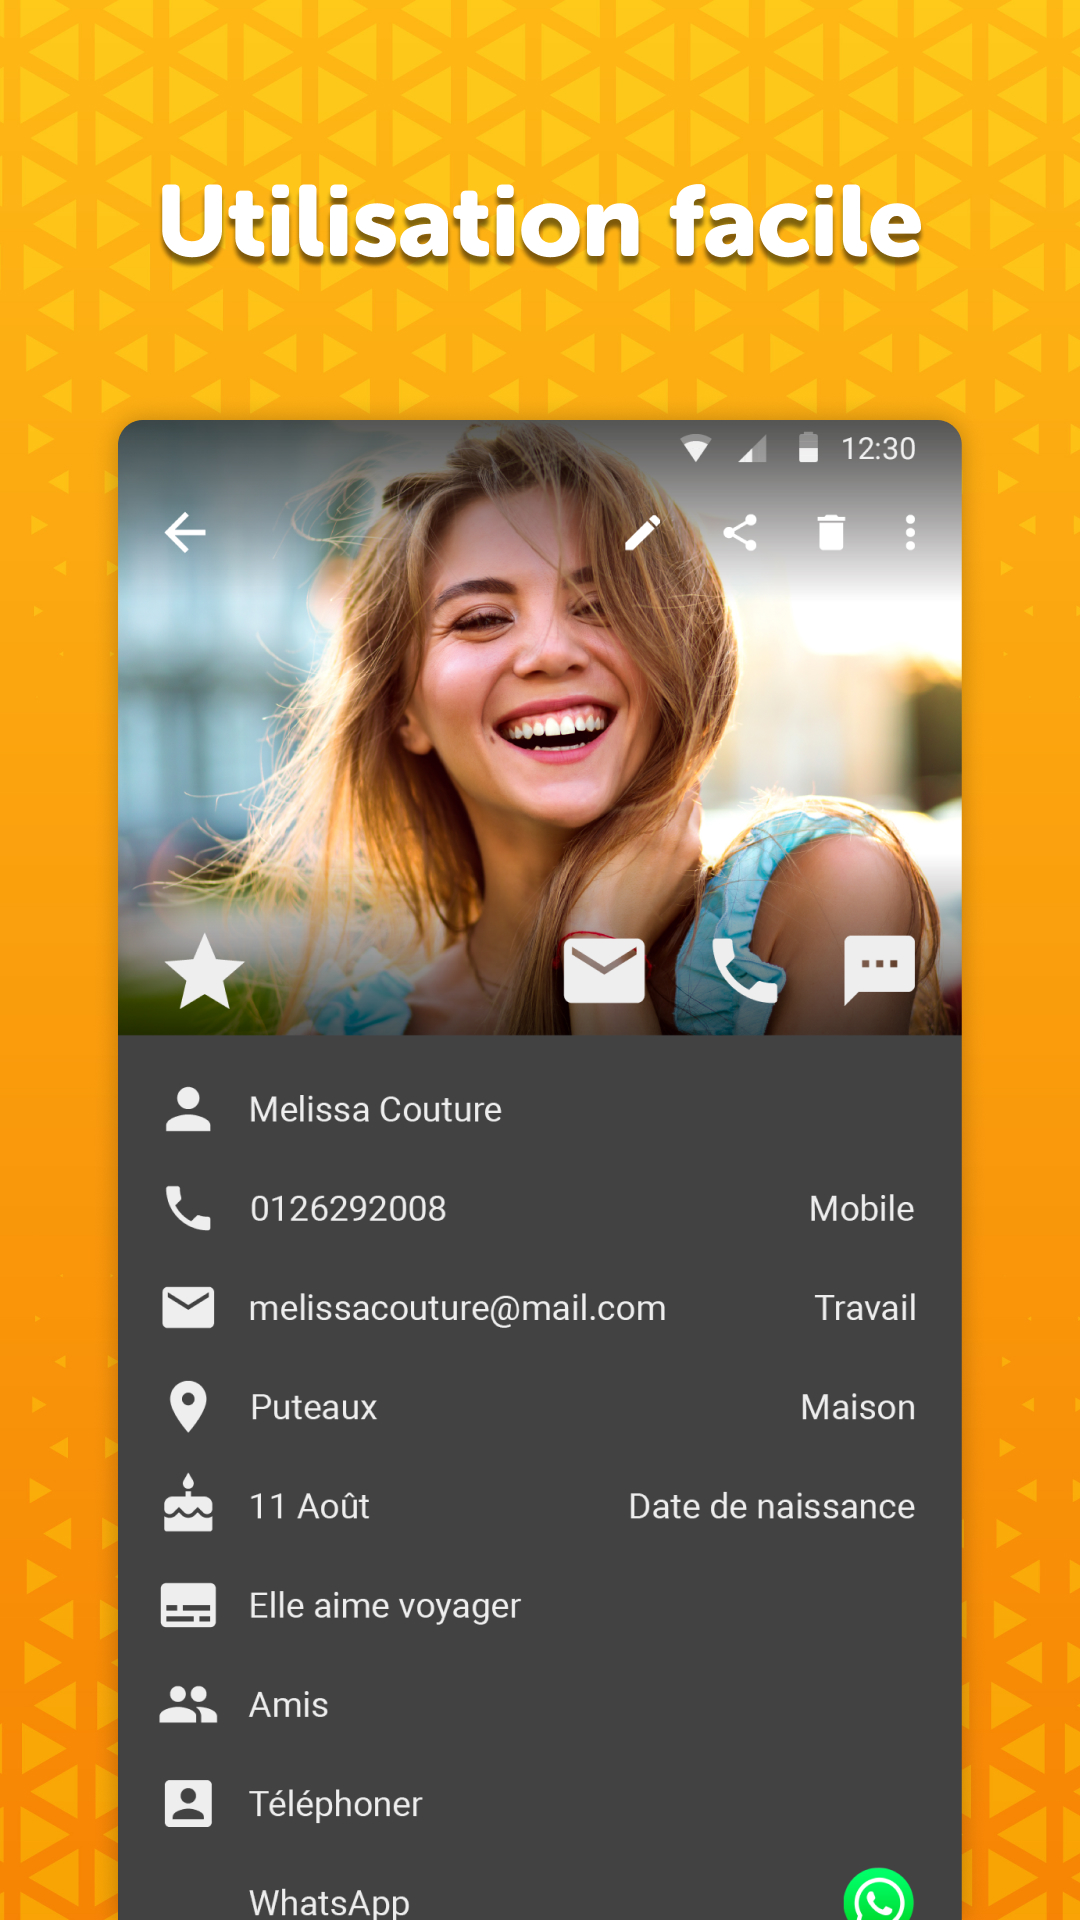 Utilisation facile
12:30
Melissa Couture
0126292008 Mobile
melissacouture@mail.com Travail
Puteaux Maison
11 Août Date de naissance
Elle aime voyager
Amis
Téléphoner
WhatsApp